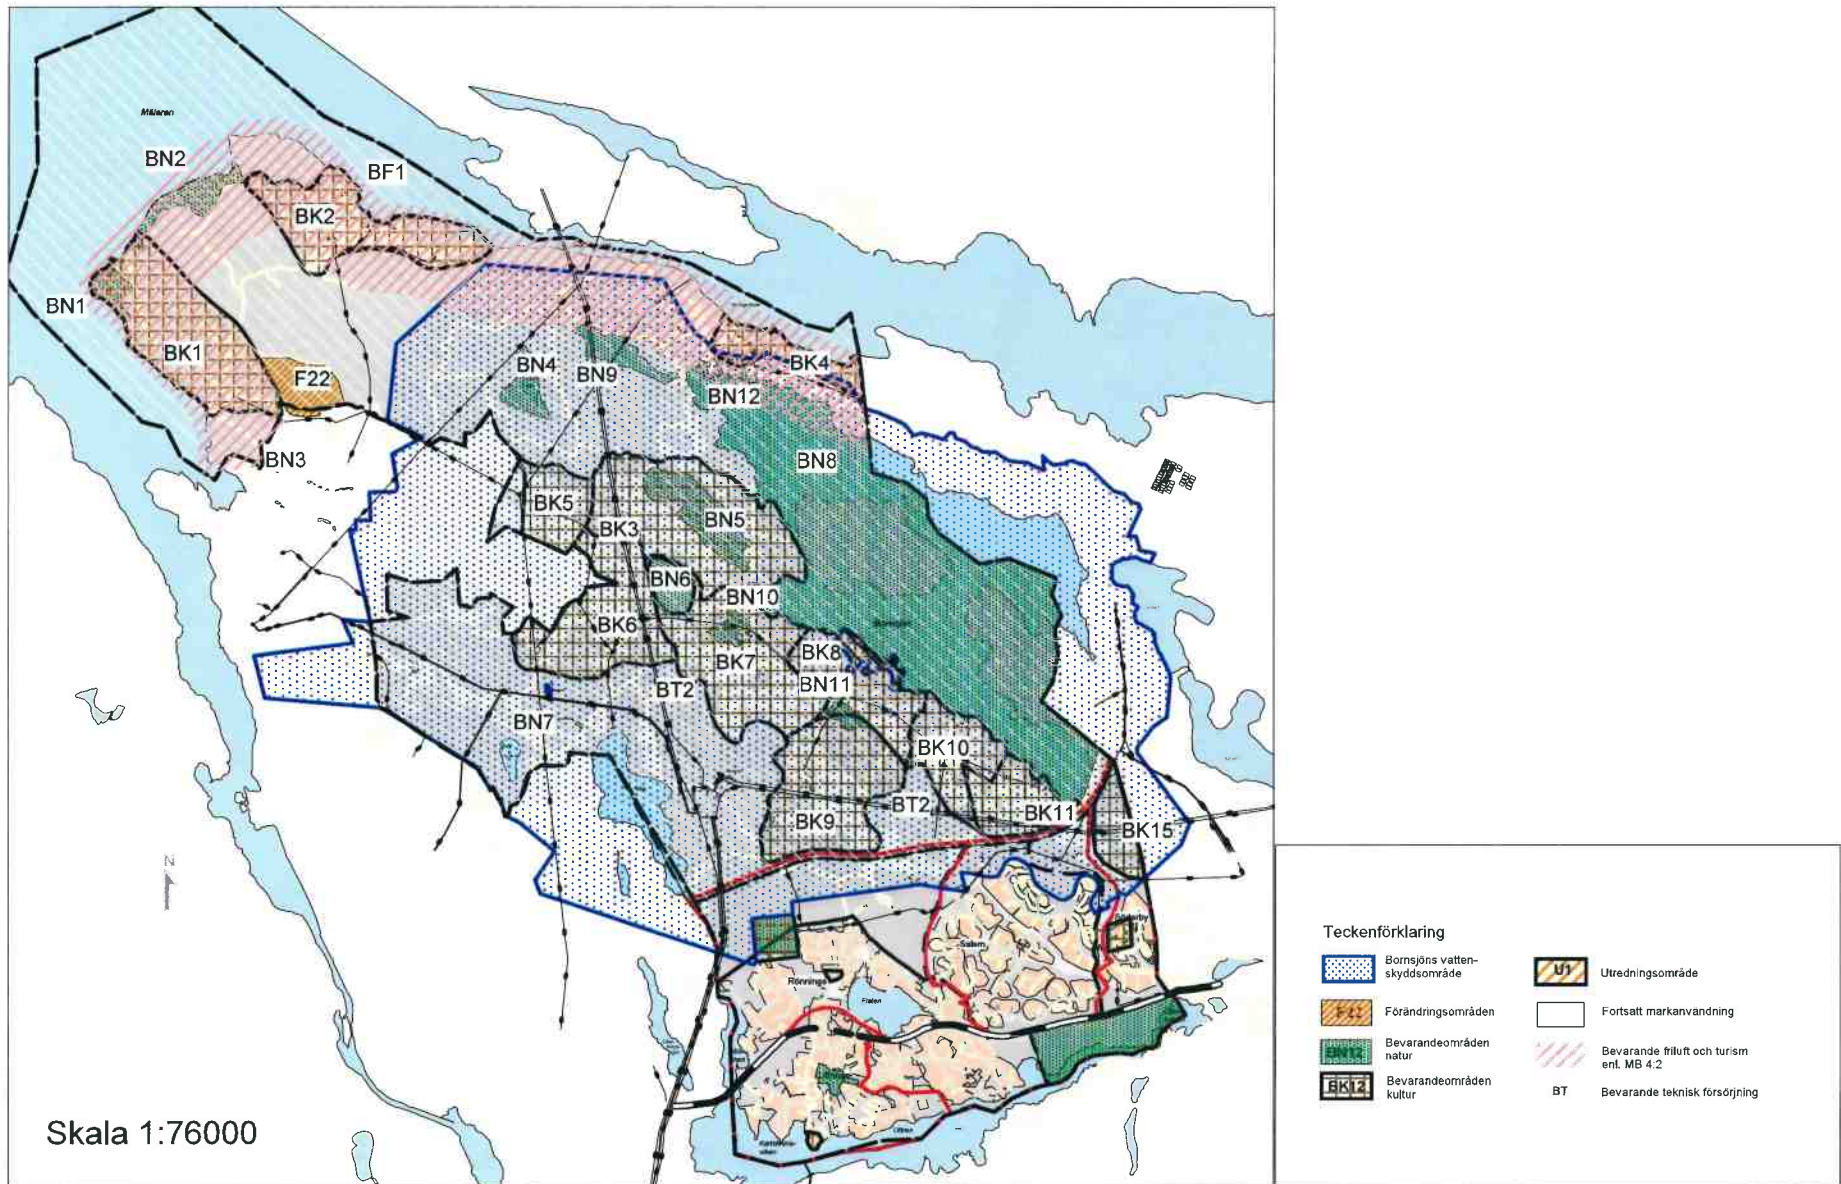 Mälaren
BN2
BF1
BK2
BN1
BK1
F22
BK4
BN4
BN9
BN12
BN3
BN8
BK5
BK3
BN5
BN6
BN10
BK6
BK7
BK8
BN11
BT2
BN7
BK10
BT2
BK9
BK11
BK15
N
Söderby
Salem
Rönninge
Flaten
Uttran
Skala 1:76000
Teckenförklaring
Bornsjöns vatten-
skyddsområde
F22
Förändringsområden
BN12
Bevarandeområden
natur
BK12
Bevarandeområden
kultur
U1
Utredningsområde
Fortsatt markanvändning
Bevarande friluft och turism
enl. MB 4:2
BT
Bevarande teknisk försörjning